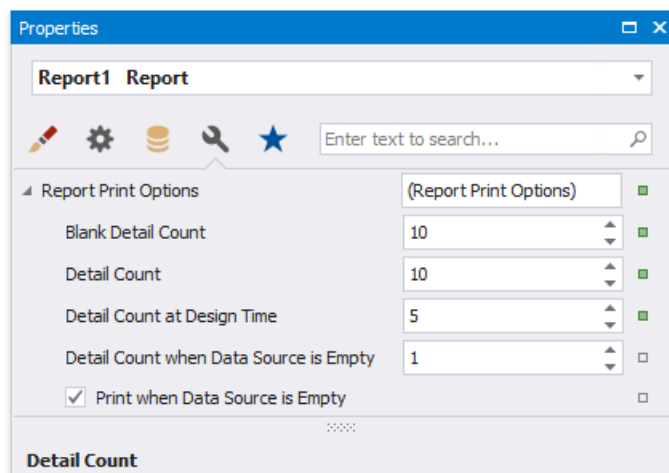 Properties
Report1 Report
Enter text to search...
Report Print Options (Report Print Options)
Blank Detail Count 10
Detail Count 10
Detail Count at Design Time 5
Detail Count when Data Source is Empty 1
Print when Data Source is Empty
Detail Count